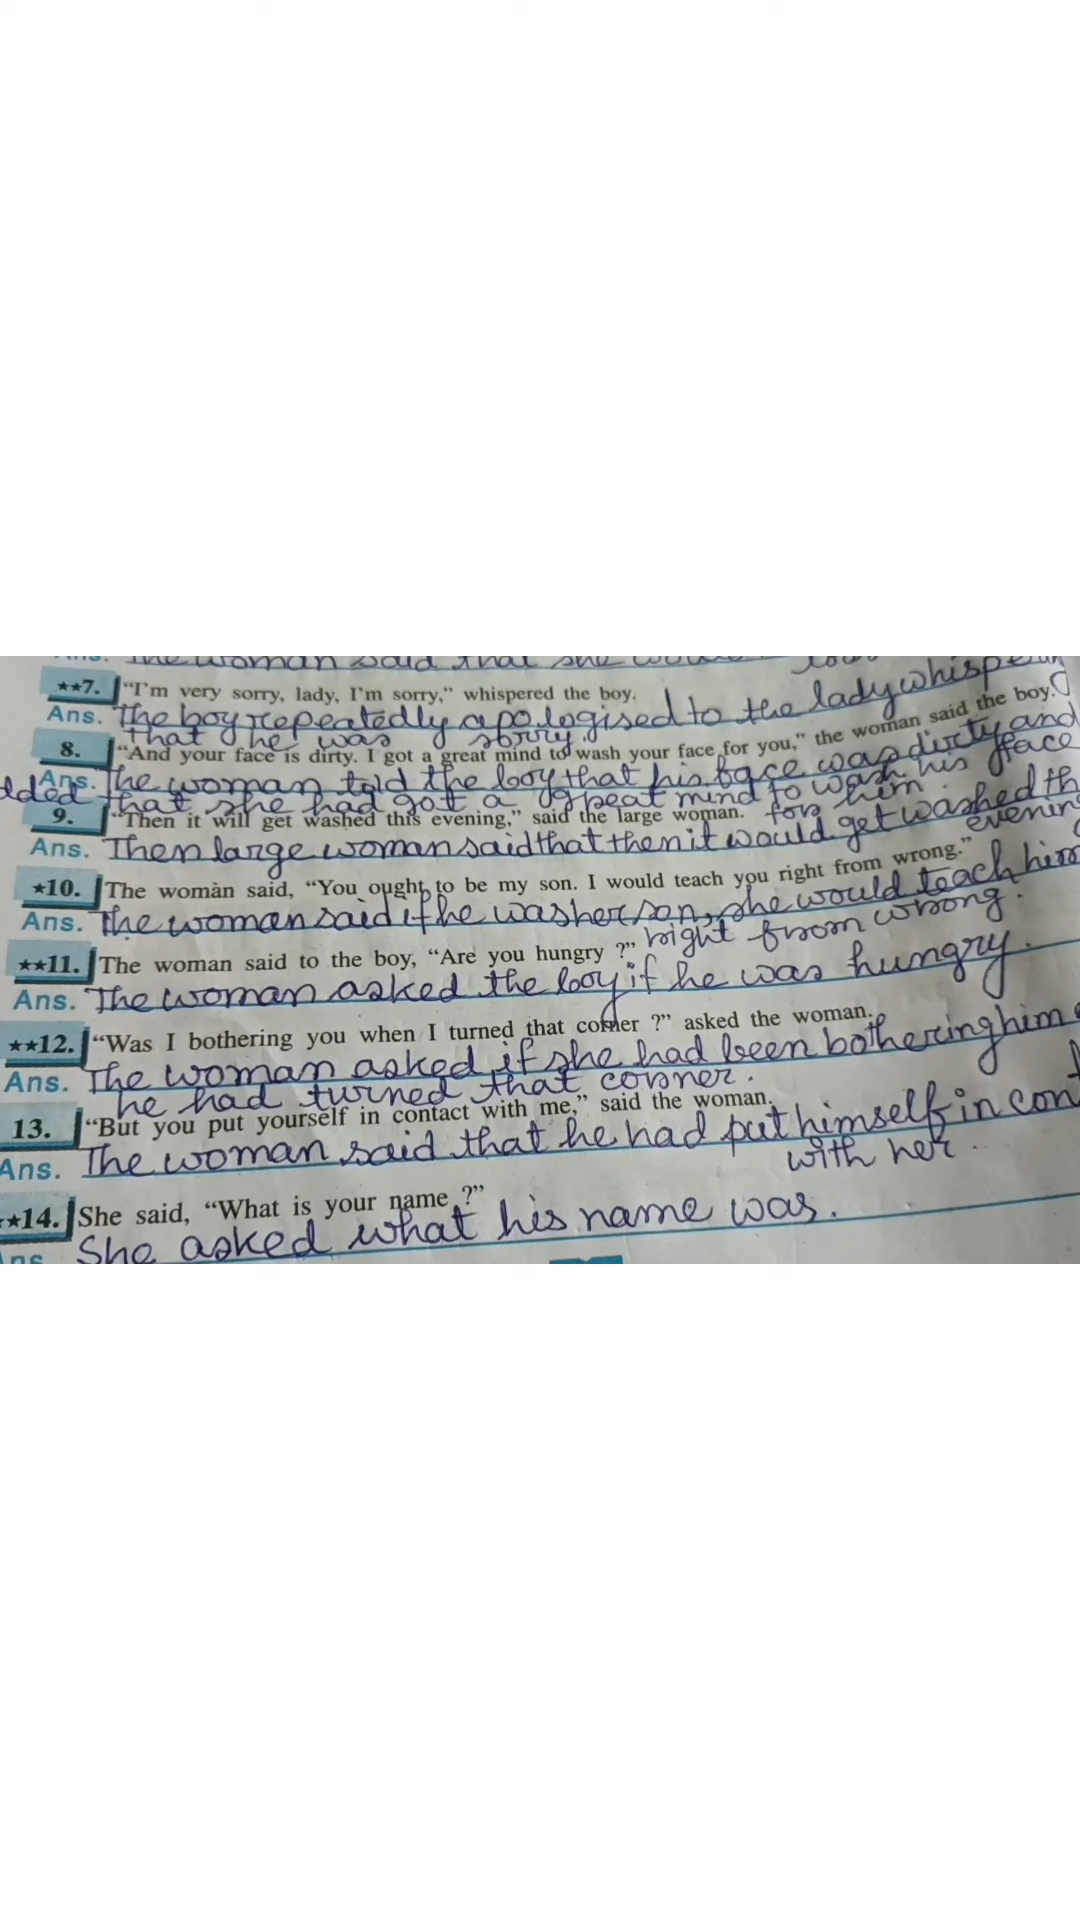 The woman said that she
★★7. "I'm very sorry, lady, I'm sorry," whispered the boy.
Ans. The boy repeatedly apologised to the lady
that he was sorry.
8. "And your face is dirty. I got a great mind to wash your face for you," the woman said the boy.
Ans. The woman told the boy that his face was dirty and
that she had got a great mind to wash his face
for him
9. "Then it will get washed this evening," said the large woman.
Ans. Then large woman said that then it would get washed
★10. The woman said, "You ought to be my son. I would teach you right from wrong."
Ans. The woman said if he was her son, she would teach him
right from wrong.
★★11. The woman said to the boy, "Are you hungry ?"
Ans. The woman asked the boy if he was hungry.
★★12. "Was I bothering you when I turned that corner ?" asked the woman.
Ans. The woman asked if she had been bothering him
he had turned that corner.
13. "But you put yourself in contact with me," said the woman.
Ans. The woman said that he had put himself in
with her
★14. She said, "What is your name ?"
She asked what his name was.